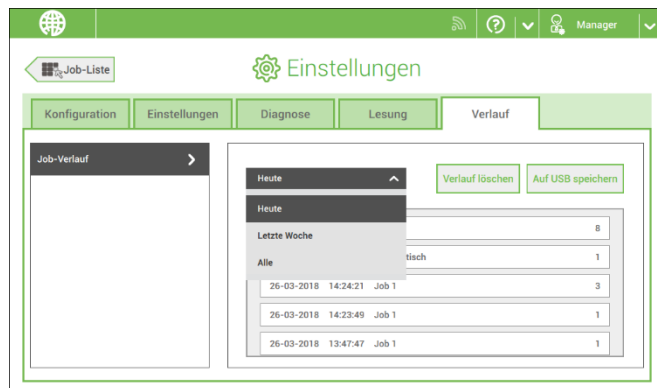 Manager
Job-Liste
Einstellungen
Konfiguration Einstellungen Diagnose Lesung Verlauf
Job-Verlauf
Heute
Verlauf löschen Auf USB speichern
Heute
8
Letzte Woche
tisch 1
Alle
26-03-2018 14:24:21 Job 1 3
26-03-2018 14:23:49 Job 1 1
26-03-2018 13:47:47 Job 1 1